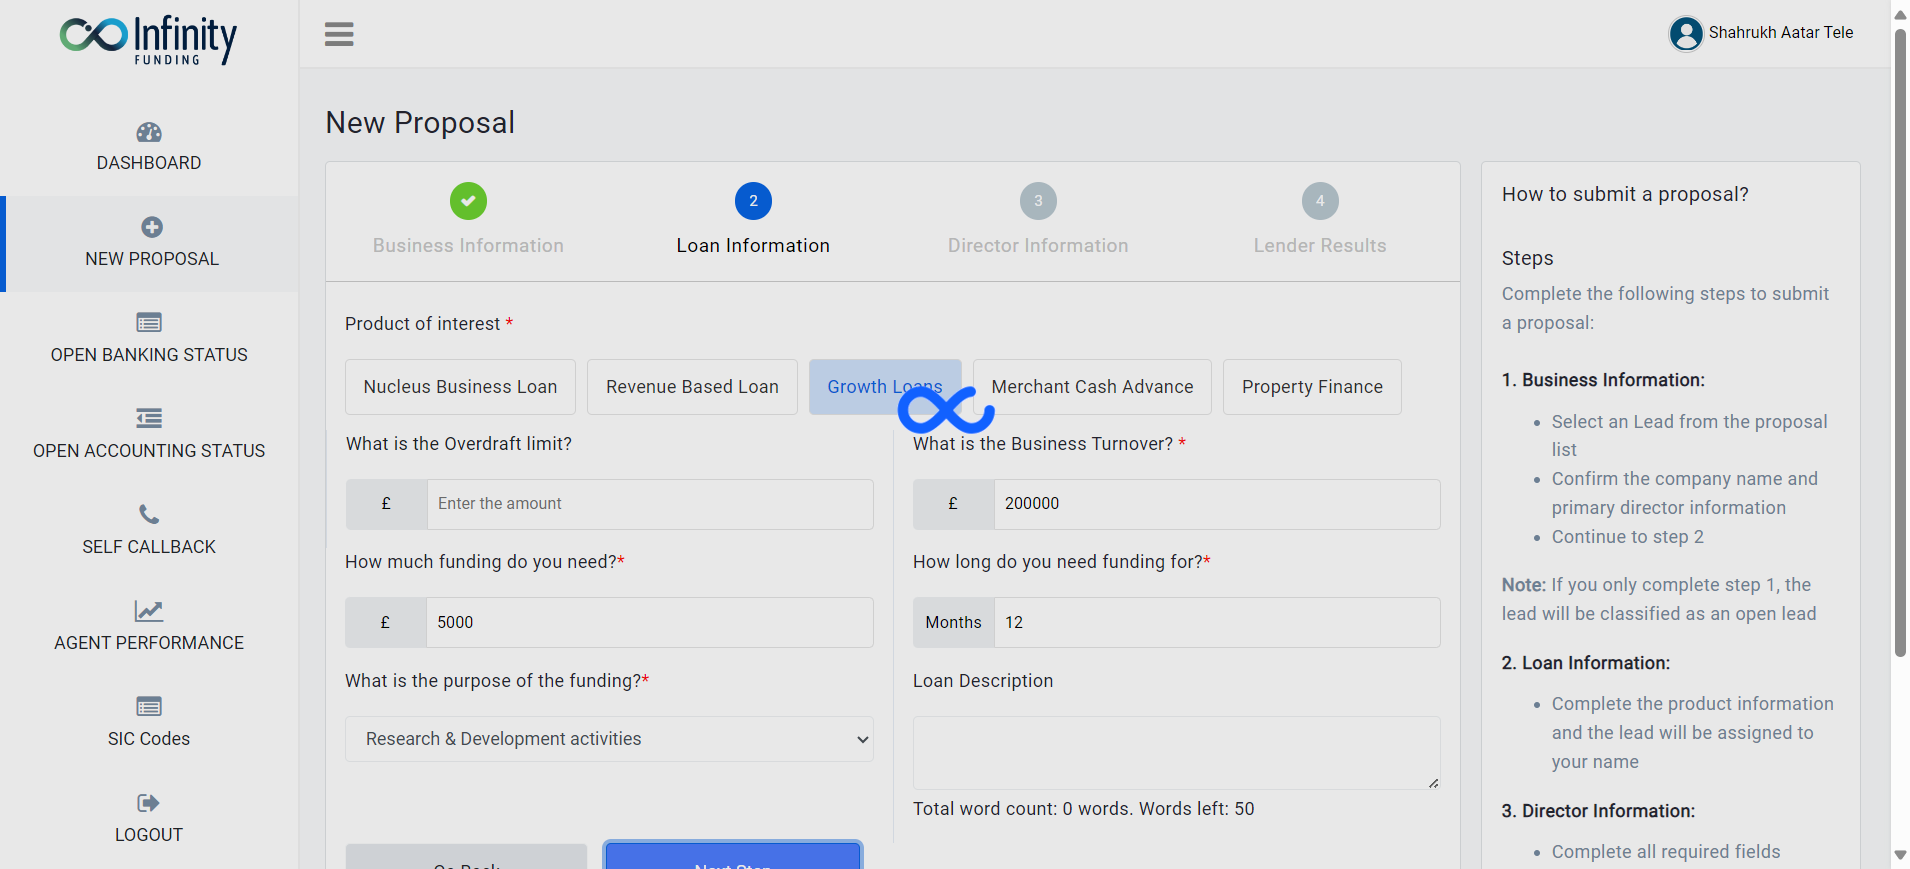 Infinity
FUNDING
Shahrukh Aatar Tele
DASHBOARD
NEW PROPOSAL
OPEN BANKING STATUS
OPEN ACCOUNTING STATUS
SELF CALLBACK
AGENT PERFORMANCE
SIC Codes
LOGOUT
New Proposal
2
3
4
Business Information
Loan Information
Director Information
Lender Results
Product of interest *
Nucleus Business Loan
Revenue Based Loan
Growth Loans
Merchant Cash Advance
Property Finance
What is the Overdraft limit?
What is the Business Turnover? *
£
Enter the amount
£
200000
How much funding do you need?*
How long do you need funding for?*
£
5000
Months
12
What is the purpose of the funding?*
Loan Description
Research & Development activities
Total word count: 0 words. Words left: 50
Go Back
Next Step
How to submit a proposal?
Steps
Complete the following steps to submit
a proposal:
1. Business Information:
• Select an Lead from the proposal
list
• Confirm the company name and
primary director information
• Continue to step 2
Note: If you only complete step 1, the
lead will be classified as an open lead
2. Loan Information:
• Complete the product information
and the lead will be assigned to
your name
3. Director Information:
• Complete all required fields